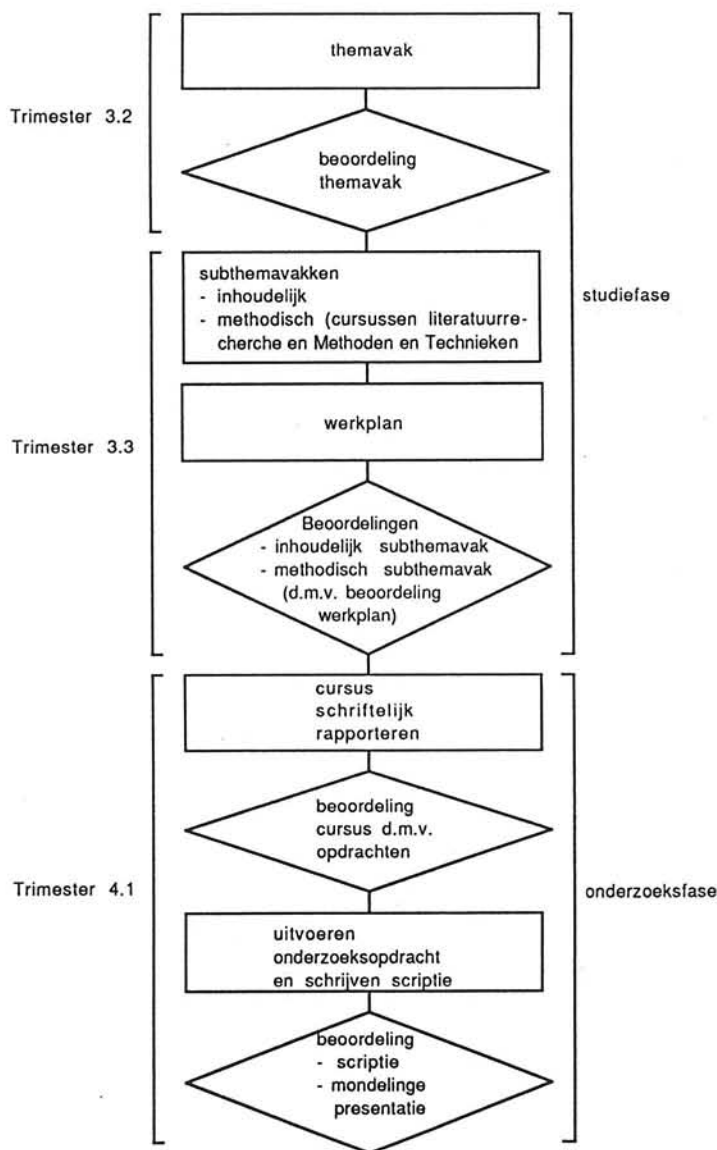 themavak
Trimester 3.2
beoordeling
themavak
subthemavakken
- inhoudelijk
- methodisch (cursussen literatuurre-
cherche en Methoden en Technieken
studiefase
werkplan
Trimester 3.3
Beoordelingen
- inhoudelijk subthemavak
- methodisch subthemavak
(d.m.v. beoordeling
werkplan)
cursus
schriftelijk
rapporteren
beoordeling
cursus d.m.v.
opdrachten
Trimester 4.1
onderzoeksfase
uitvoeren
onderzoeksopdracht
en schrijven scriptie
beoordeling
- scriptie
- mondelinge
presentatie